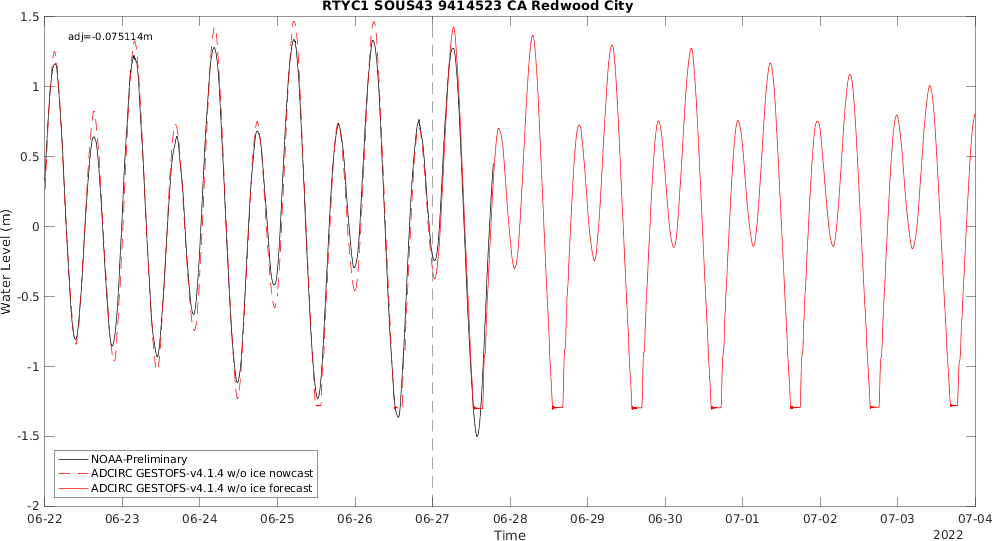 RTYC1 SOUS43 9414523 CA Redwood City
adj=-0.075114m
1.5
1
0.5
0
-0.5
-1
-1.5
-2
Water Level (m)
NOAA-Preliminary
ADCIRC GESTOFS-v4.1.4 w/o ice nowcast
ADCIRC GESTOFS-v4.1.4 w/o ice forecast
06-22 06-23 06-24 06-25 06-26 06-27 06-28 06-29 06-30 07-01 07-02 07-03 07-04
Time
2022